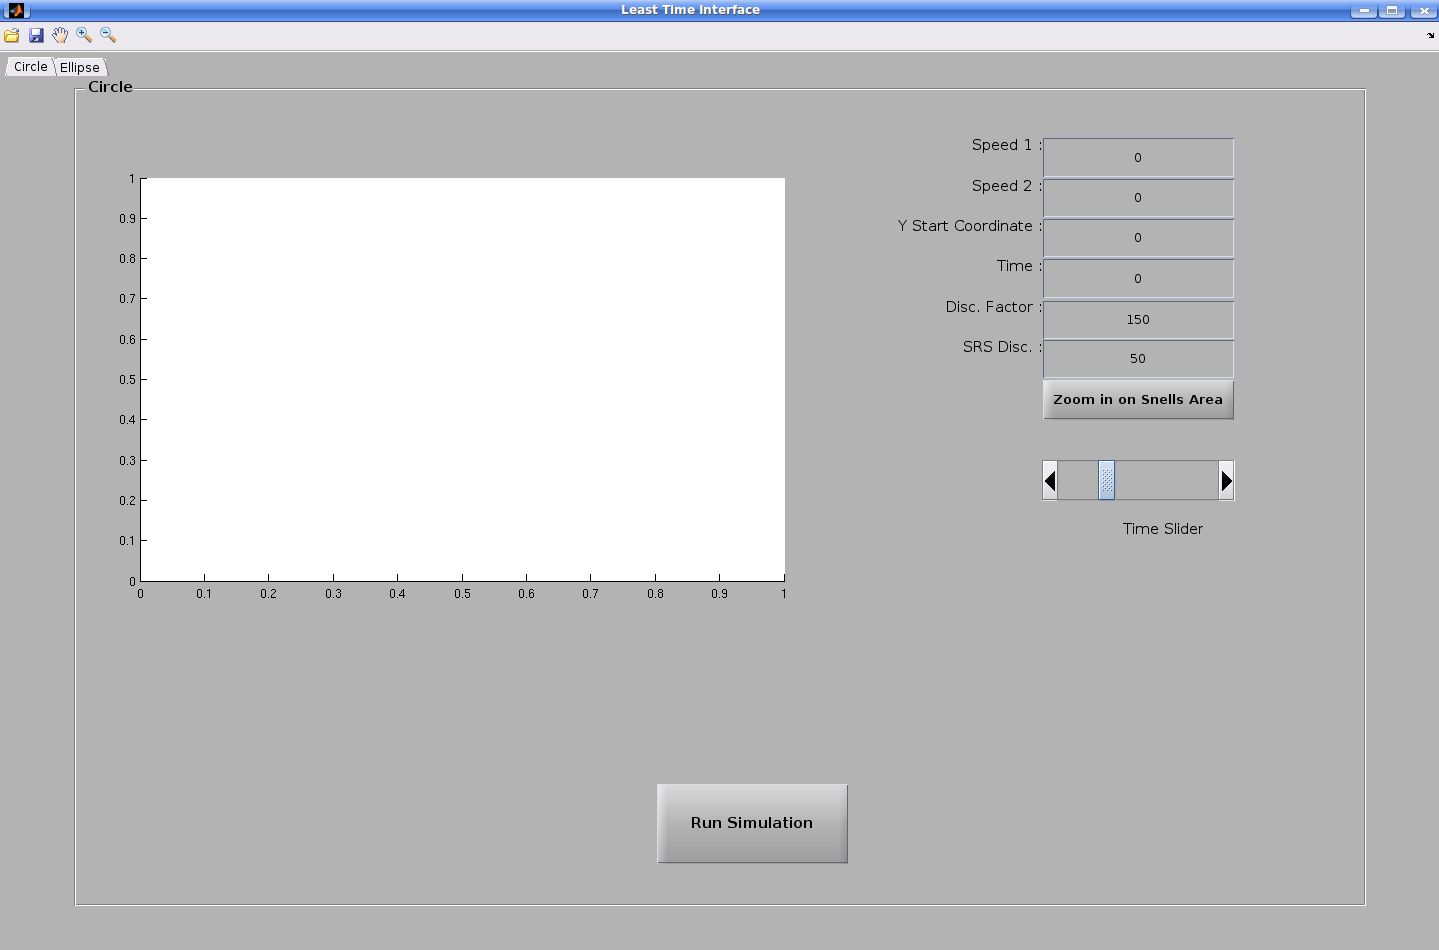 Least Time Interface
Circle
Ellipse
Circle
Speed 1 :
0
Speed 2 :
0
Y Start Coordinate :
0
Time :
0
Disc. Factor :
150
SRS Disc. :
50
Zoom in on Snells Area
Time Slider
1
0.9
0.8
0.7
0.6
0.5
0.4
0.3
0.2
0.1
0
0 0.1 0.2 0.3 0.4 0.5 0.6 0.7 0.8 0.9 1
Run Simulation